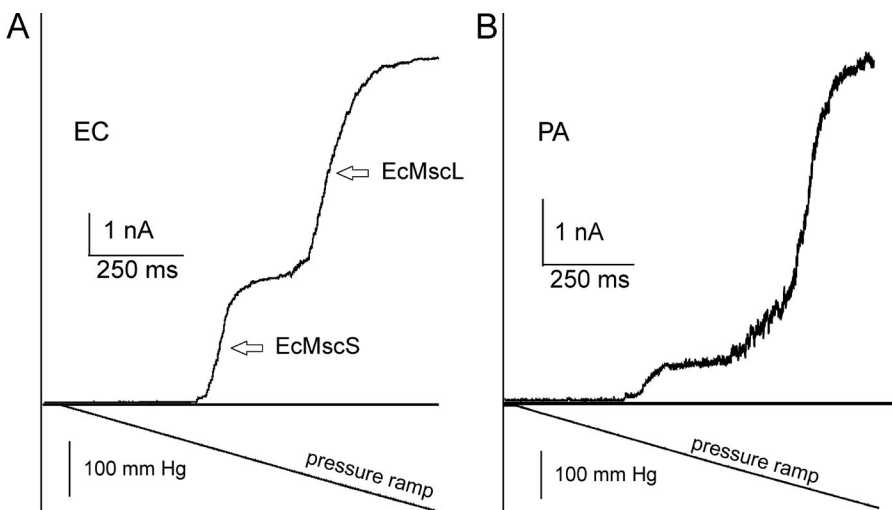 A
EC
EcMscL
1 nA
250 ms
EcMscS
100 mm Hg
pressure ramp
B
PA
1 nA
250 ms
100 mm Hg
pressure ramp